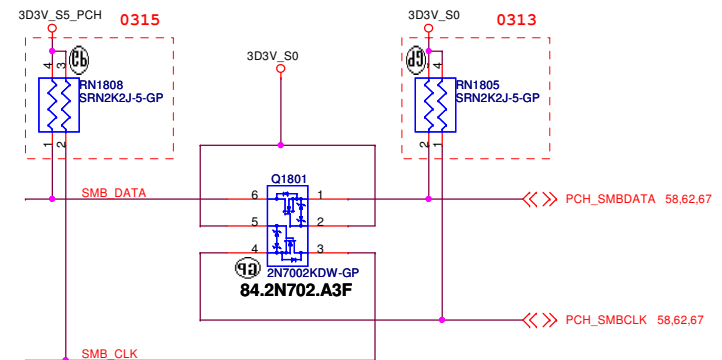 3D3V_S5_PCH
0315
3D3V_S0
0313
3D3V_S0
4
3
RN1808
SRN2K2J-5-GP
1
2
3
4
RN1805
SRN2K2J-5-GP
2
1
Q1801
SMB_DATA
6
1
PCH_SMBDATA 58,62,67
5
2
4
3
2N7002KDW-GP
84.2N702.A3F
PCH_SMBCLK 58,62,67
SMB_CLK